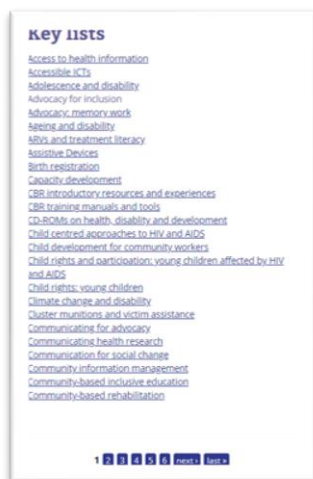 Key lists
Access to health information
Accessible ICTs
Adolescence and disability
Advocacy for inclusion
Advocacy: memory work
Ageing and disability
ARVs and treatment literacy
Assistive Devices
Birth registration
Capacity development
CBR introductory resources and experiences
CBR training manuals and tools
CD-ROMs on health, disablity and development
Child centred approaches to HIV and AIDS
Child development for community workers
Child rights and participation: young children affected by HIV
and AIDS
Child rights: young children
Climate change and disability
Cluster munitions and victim assistance
Communicating for advocacy
Communicating health research
Communication for social change
Community information management
Community-based inclusive education
Community-based rehabilitation
1 2 3 4 5 6 next › last »